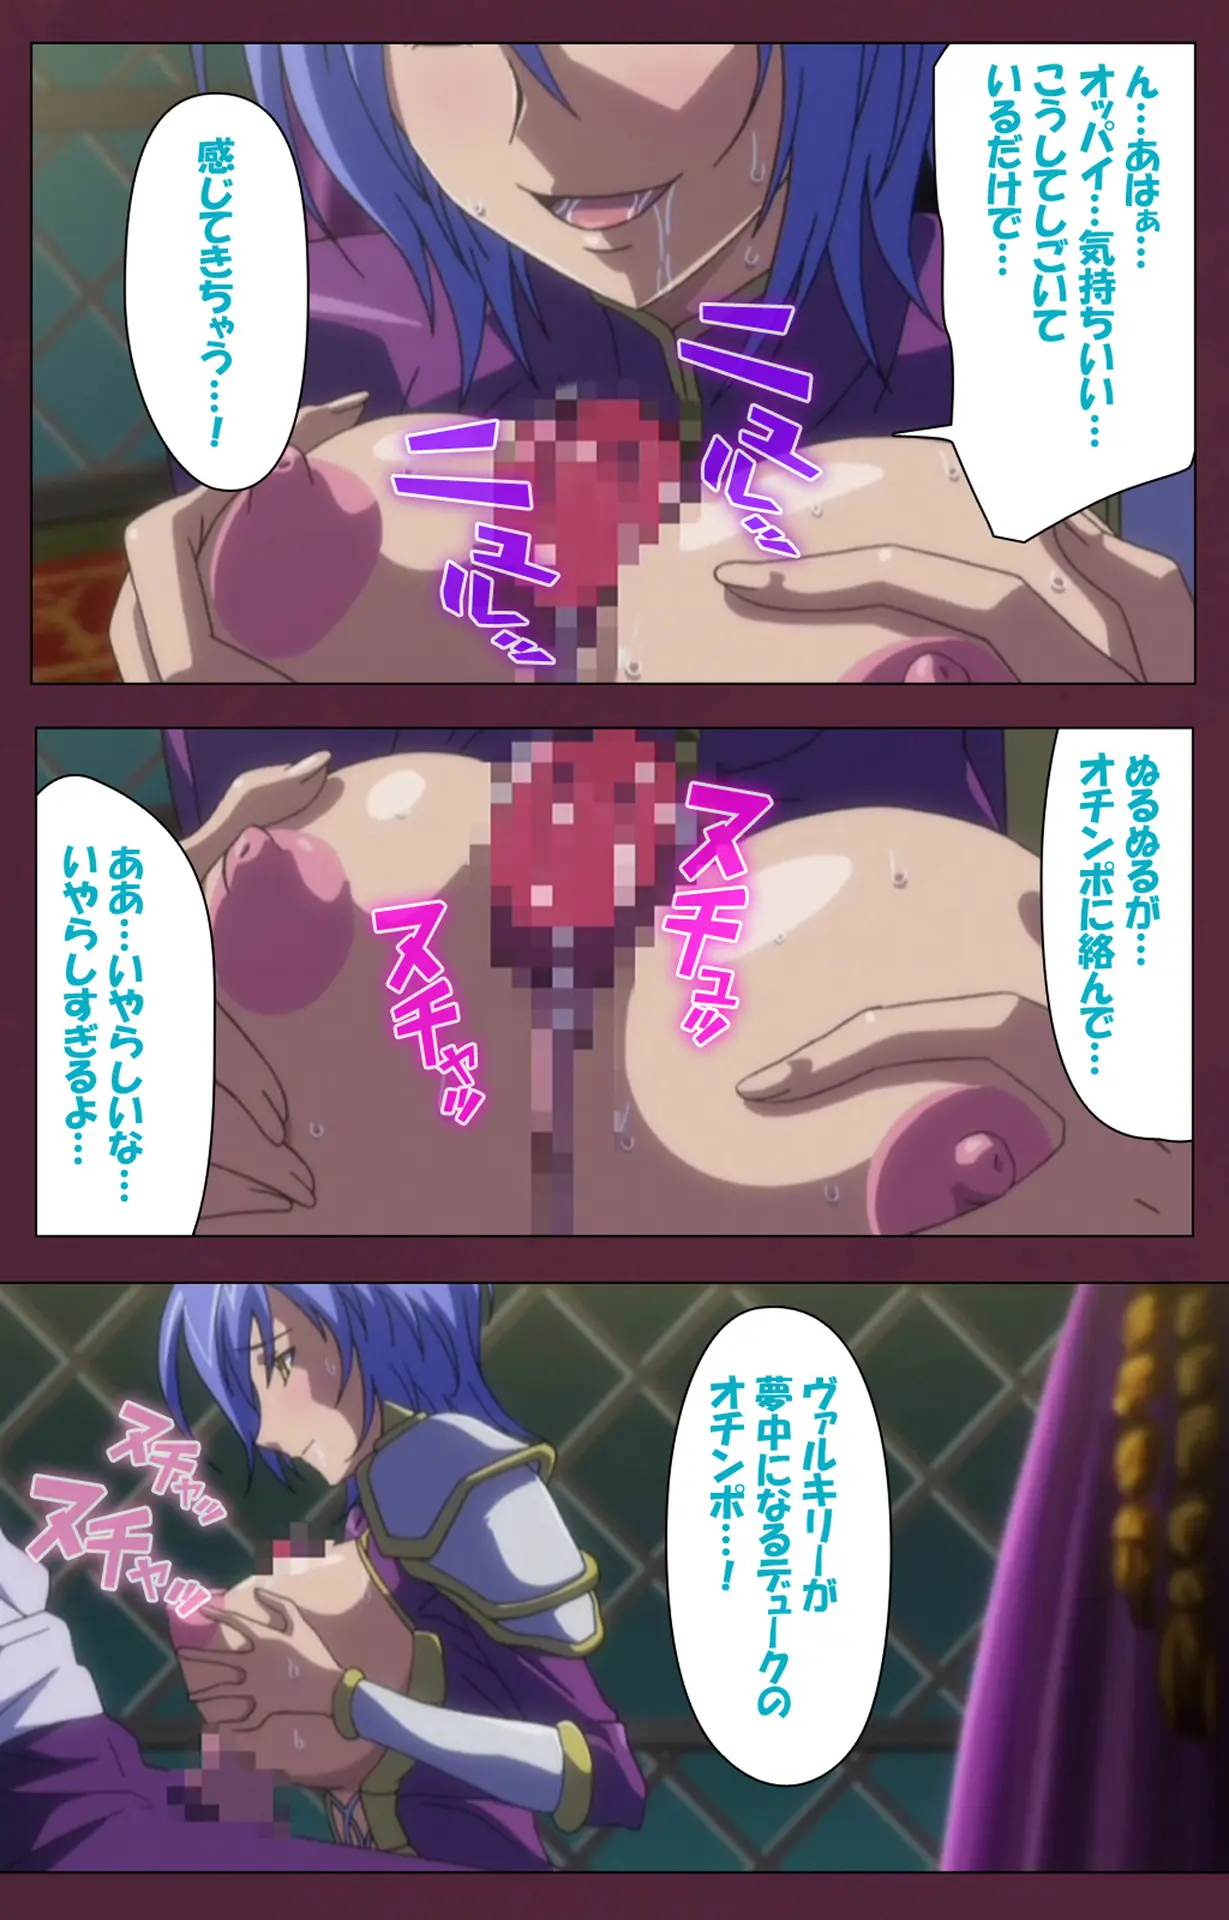 ん…あはぁ…
オッパイ…気持ちいい…
こうしてしごいて
いるだけで…
感じてきちゃう…！
ニュルッ
ニュルッ
ぬるぬるが…
オチンポに絡んで…
ヌチュッ
ヌチャッ
ああ…いやらしいな…
いやらしすぎるよ…
ヴァルキリーが
夢中になるデュークの
オチンポ…！
ヌチャッ
ヌチャッ